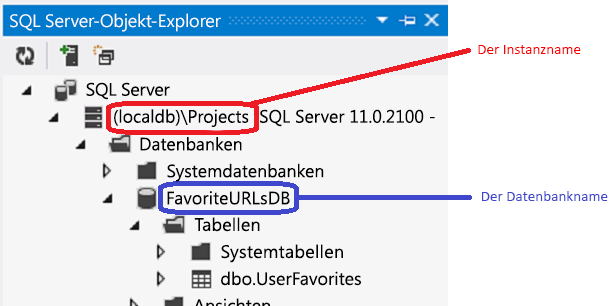 SQL Server-Objekt-Explorer
Der Instanzname
SQL Server
(localdb)\Projects SQL Server 11.0.2100 -
Datenbanken
Systemdatenbanken
FavoriteURLsDB
Der Datenbankname
Tabellen
Systemtabellen
dbo.UserFavorites
Ansichten